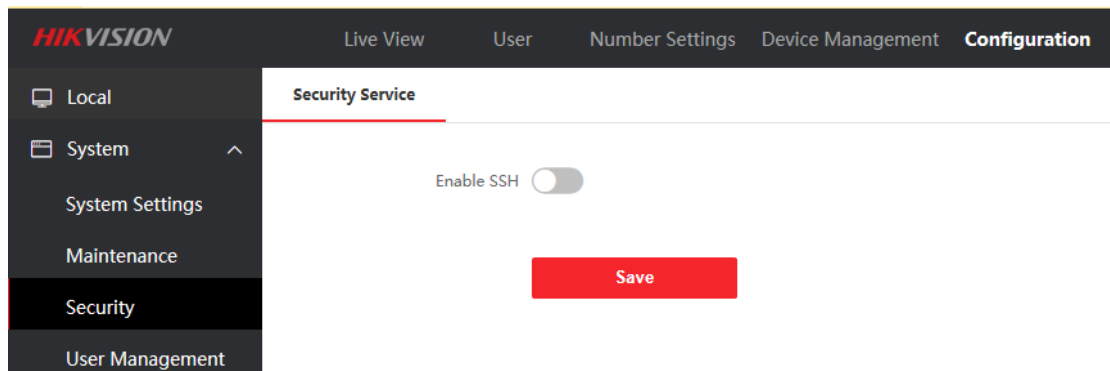 HIKVISION
Live View User Number Settings Device Management Configuration
Local
System
System Settings
Maintenance
Security
User Management
Security Service
Enable SSH
Save